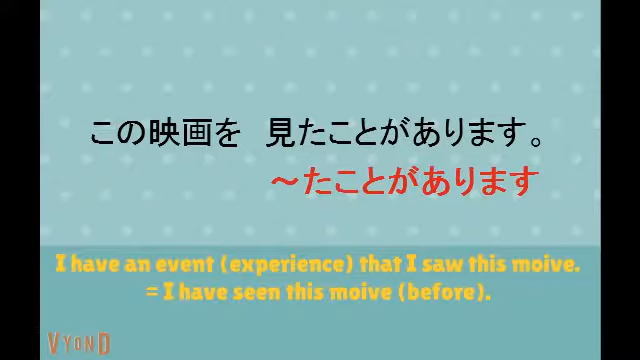 この映画を　見たことがあります。
～たことがあります
I have an event (experience) that I saw this moive.
= I have seen this moive (before).
VYOND